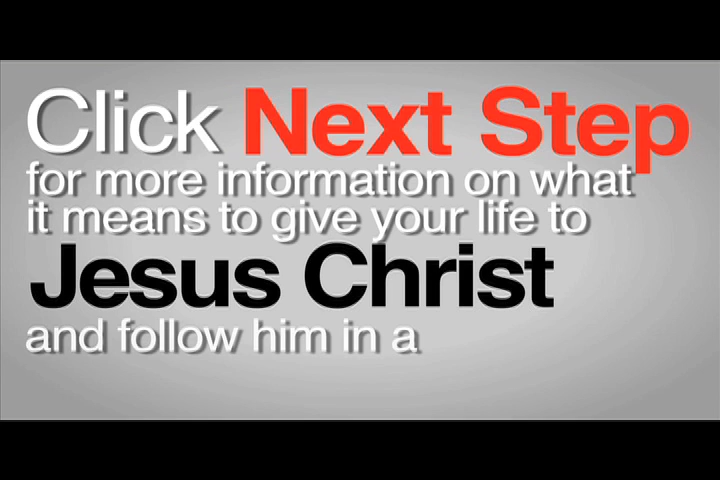 Click Next Step
for more information on what
it means to give your life to
Jesus Christ
and follow him in a